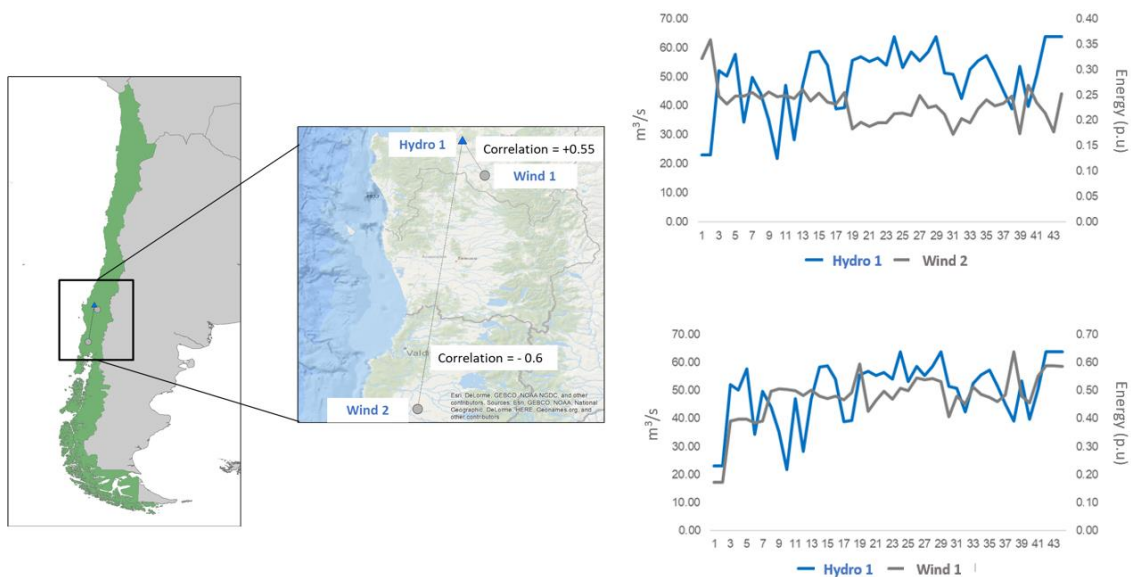 Hydro 1
Correlation = +0.55
Wind 1
Correlation = - 0.6
Wind 2
Esri, DeLorme, GEBCO, NOAA NGDC, and other
contributors, Sources: Esri, GEBCO, NOAA, National
Geographic, DeLorme, HERE, Geonames.org, and
other contributors
70.00
60.00
50.00
40.00
30.00
20.00
10.00
0.00
m³/s
0.40
0.35
0.30
0.25
0.20
0.15
0.10
0.05
0.00
Energy (p.u)
1 3 5 7 9 11 13 15 17 19 21 23 25 27 29 31 33 35 37 39 41 43
Hydro 1 Wind 2
70.00
60.00
50.00
40.00
30.00
20.00
10.00
0.00
m³/s
0.70
0.60
0.50
0.40
0.30
0.20
0.10
0.00
Energy (p.u)
1 3 5 7 9 11 13 15 17 19 21 23 25 27 29 31 33 35 37 39 41 43
Hydro 1 Wind 1